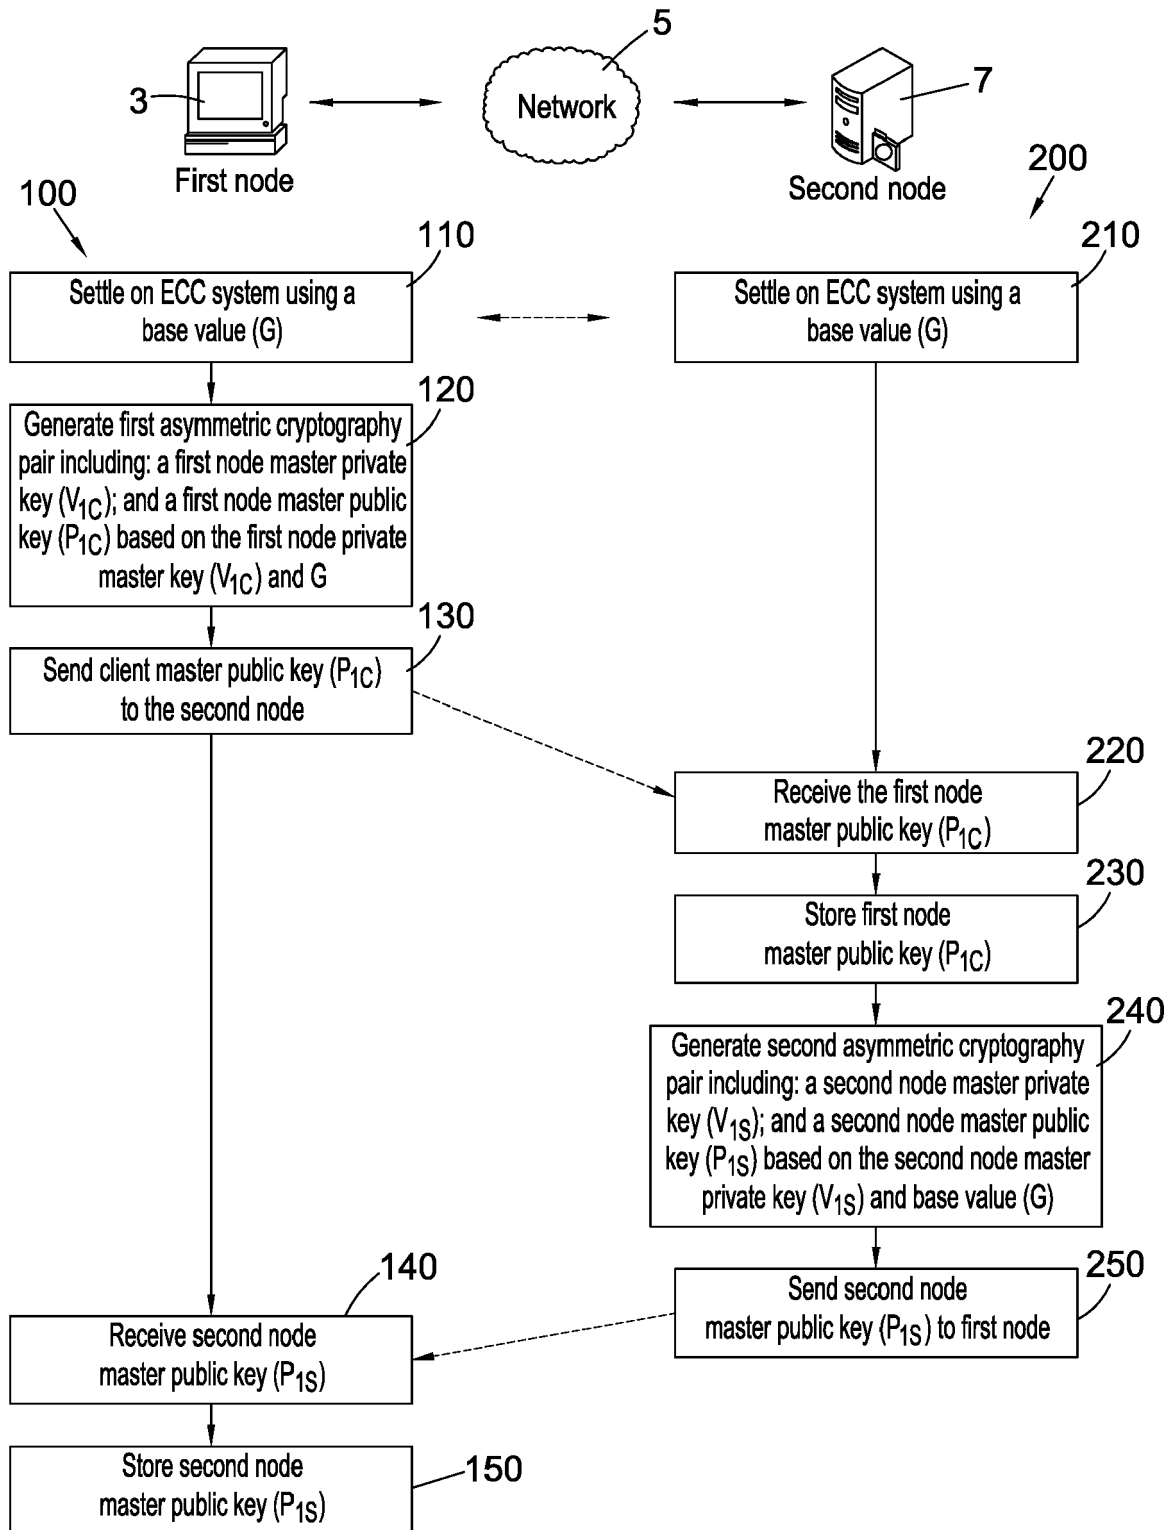 5
3
Network
7
First node
Second node
100
200
110
210
Settle on ECC system using a
base value (G)
Settle on ECC system using a
base value (G)
120
Generate first asymmetric cryptography
pair including: a first node master private
key (V1C); and a first node master public
key (P1C) based on the first node private
master key (V1C) and G
130
Send client master public key (P1C)
to the second node
220
Receive the first node
master public key (P1C)
230
Store first node
master public key (P1C)
240
Generate second asymmetric cryptography
pair including: a second node master private
key (V1S); and a second node master public
key (P1S) based on the second node master
private key (V1S) and base value (G)
250
Send second node
master public key (P1S) to first node
140
Receive second node
master public key (P1S)
150
Store second node
master public key (P1S)